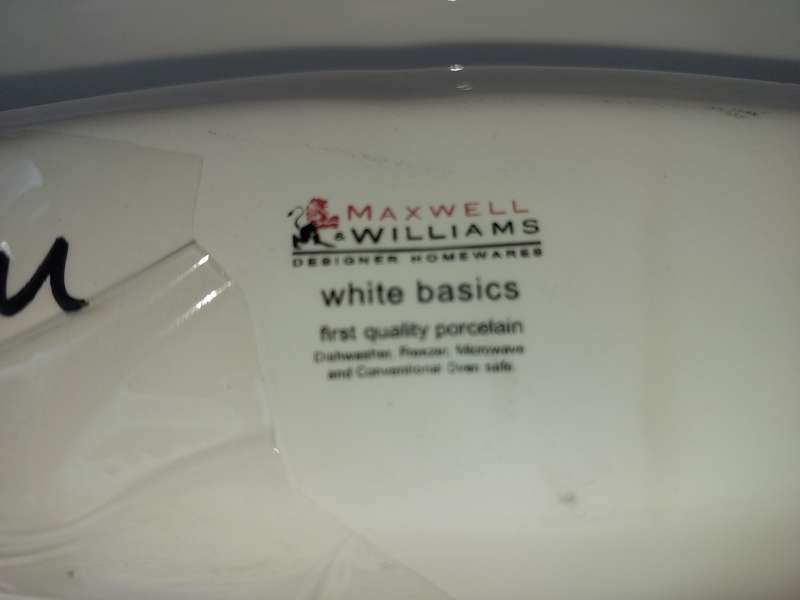 MAXWELL
& WILLIAMS
DESIGNER HOMEWARES
white basics
first quality porcelain
Dishwasher, Freezer, Microwave
and Conventional Oven safe.